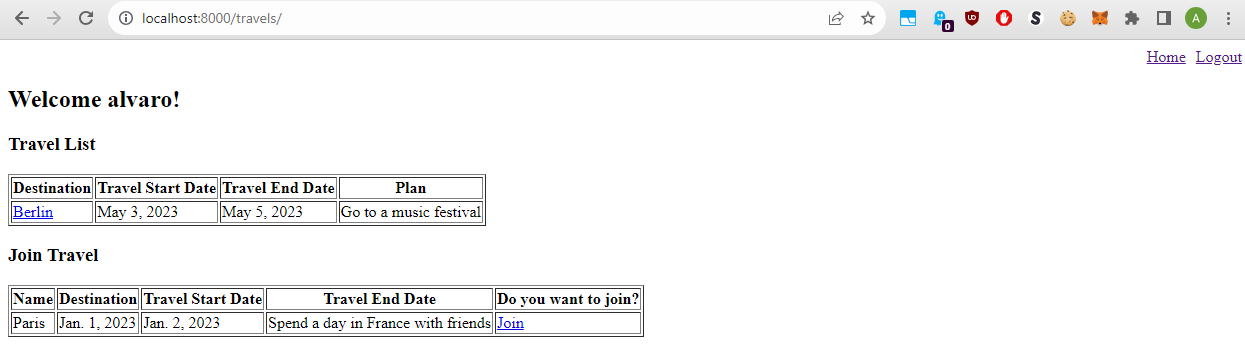 localhost:8000/travels/
0
A
Home Logout
Welcome alvaro!
Travel List
Destination Travel Start Date Travel End Date Plan
Berlin May 3, 2023 May 5, 2023 Go to a music festival
Join Travel
Name Destination Travel Start Date Travel End Date Do you want to join?
Paris Jan. 1, 2023 Jan. 2, 2023 Spend a day in France with friends Join